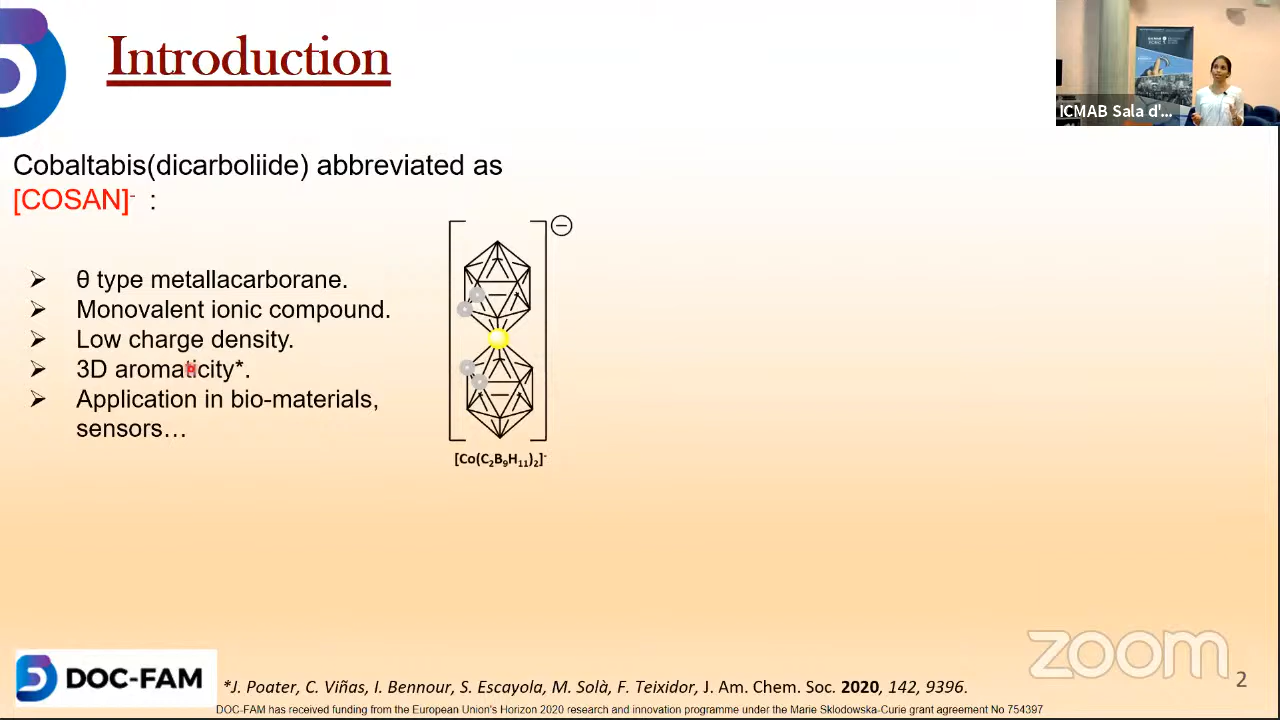 Introduction
ICMAB Sala d'...
Cobaltabis(dicarboliide) abbreviated as
[COSAN]⁻ :
➢ θ type metallacarborane.
➢ Monovalent ionic compound.
➢ Low charge density.
➢ 3D aromaticity*.
➢ Application in bio-materials,
sensors…
[Co(C₂B₉H₁₁)₂]⁻
zoom
DOC-FAM
*J. Poater, C. Viñas, I. Bennour, S. Escayola, M. Solà, F. Teixidor, J. Am. Chem. Soc. 2020, 142, 9396.
2
DOC-FAM has received funding from the European Union's Horizon 2020 research and innovation programme under the Marie Sklodowska-Curie grant agreement No 754397